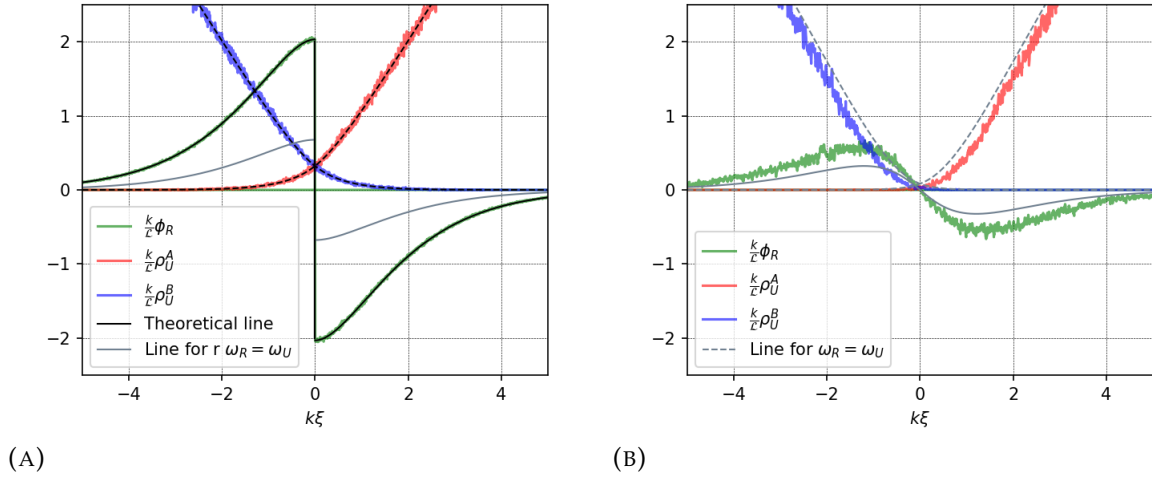 2
1
0
−1
−2
k/𝓛 ϕ_R
k/𝓛 ρ_U^A
k/𝓛 ρ_U^B
Theoretical line
Line for r ω_R = ω_U
−4
−2
0
2
4
kξ
(A)
2
1
0
−1
−2
k/𝓛 ϕ_R
k/𝓛 ρ_U^A
k/𝓛 ρ_U^B
Line for ω_R = ω_U
−4
−2
0
2
4
kξ
(B)